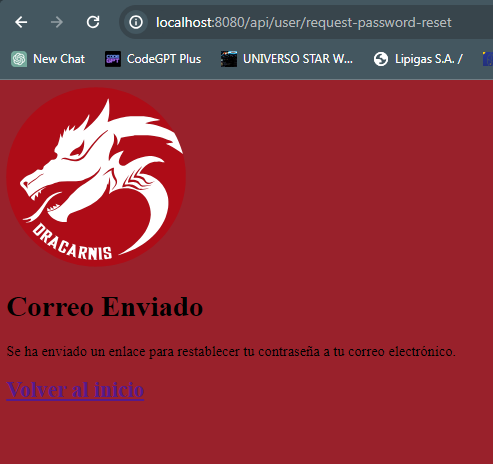 localhost:8080/api/user/request-password-reset
New Chat
CodeGPT Plus
UNIVERSO STAR W...
Lipigas S.A. /
DRACARNIS
Correo Enviado
Se ha enviado un enlace para restablecer tu contraseña a tu correo electrónico.
Volver al inicio